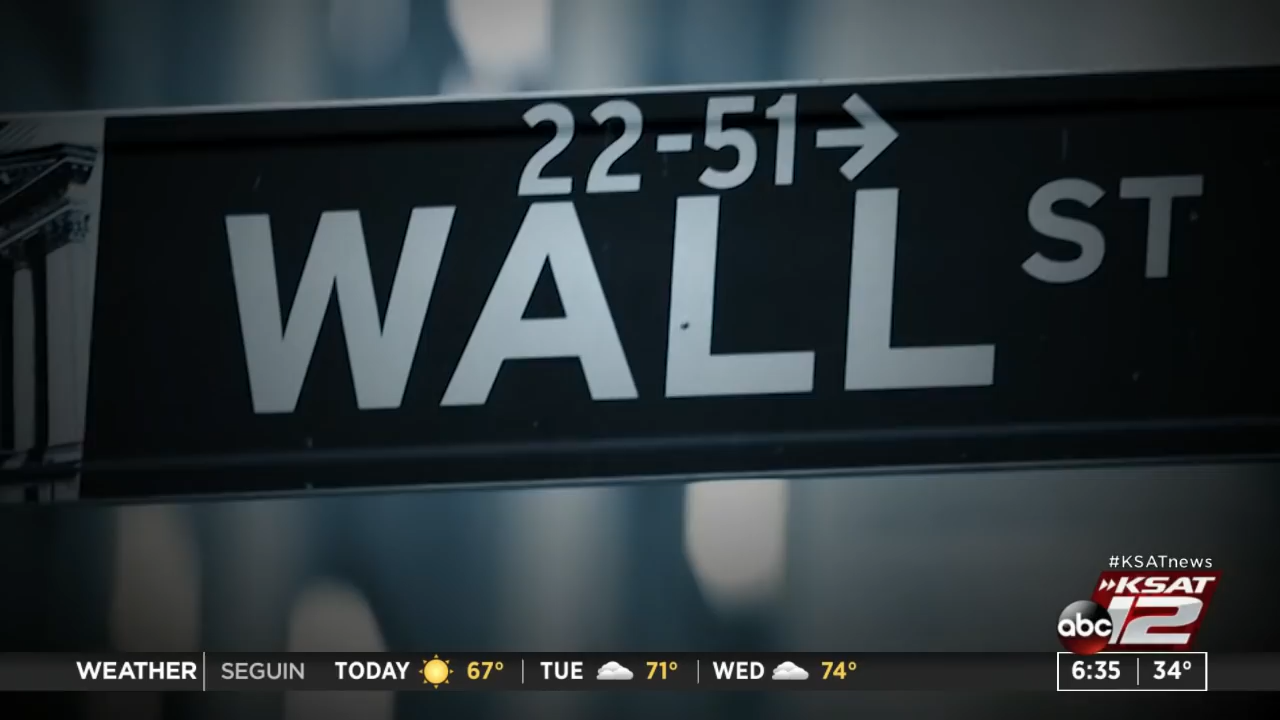 22-51→
WALL ST
#KSATnews
KSAT
abc 12
WEATHER SEGUIN TODAY 67° TUE 71° WED 74° 6:35 34°